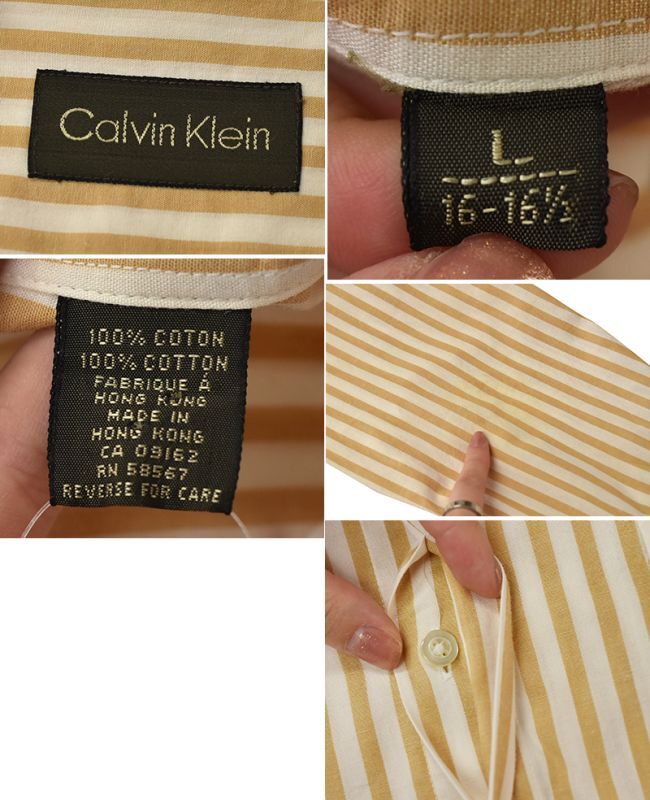 Calvin Klein
L
16-16½
100% COTON
100% COTTON
FABRIQUE À
HONG KONG
MADE IN
HONG KONG
CA 09162
RN 58567
REVERSE FOR CARE